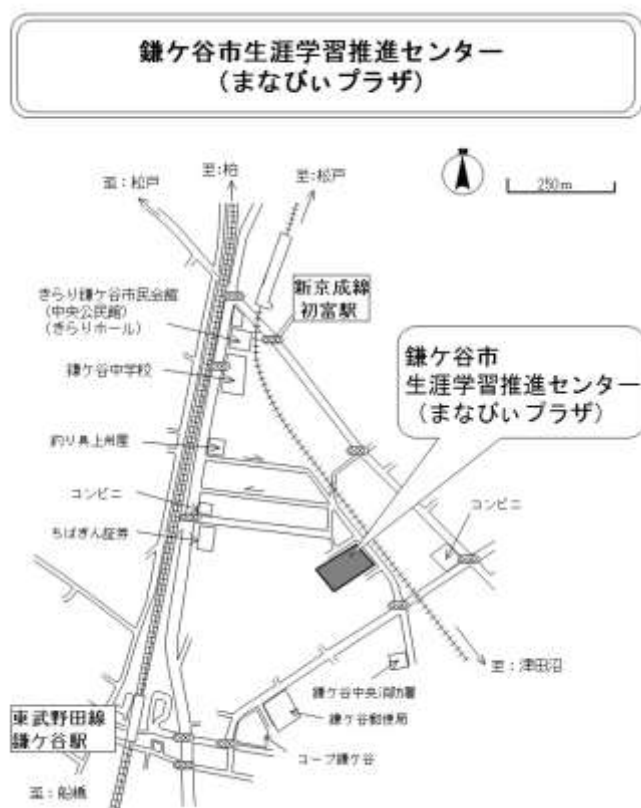 鎌ケ谷市生涯学習推進センター
(まなびぃプラザ)
至:松戸
至:柏
至:松戸
250m
きらり鎌ケ谷市民会館
(中央公民館)
(きらりホール)
新京成線
初富駅
鎌ケ谷市
生涯学習推進センター
(まなびぃプラザ)
鎌ケ谷中学校
釣り具上州屋
コンビニ
コンビニ
ちばぎん証券
至:津田沼
鎌ケ谷中央消防署
東武野田線
鎌ケ谷駅
鎌ケ谷郵便局
コープ鎌ケ谷
至:船橋